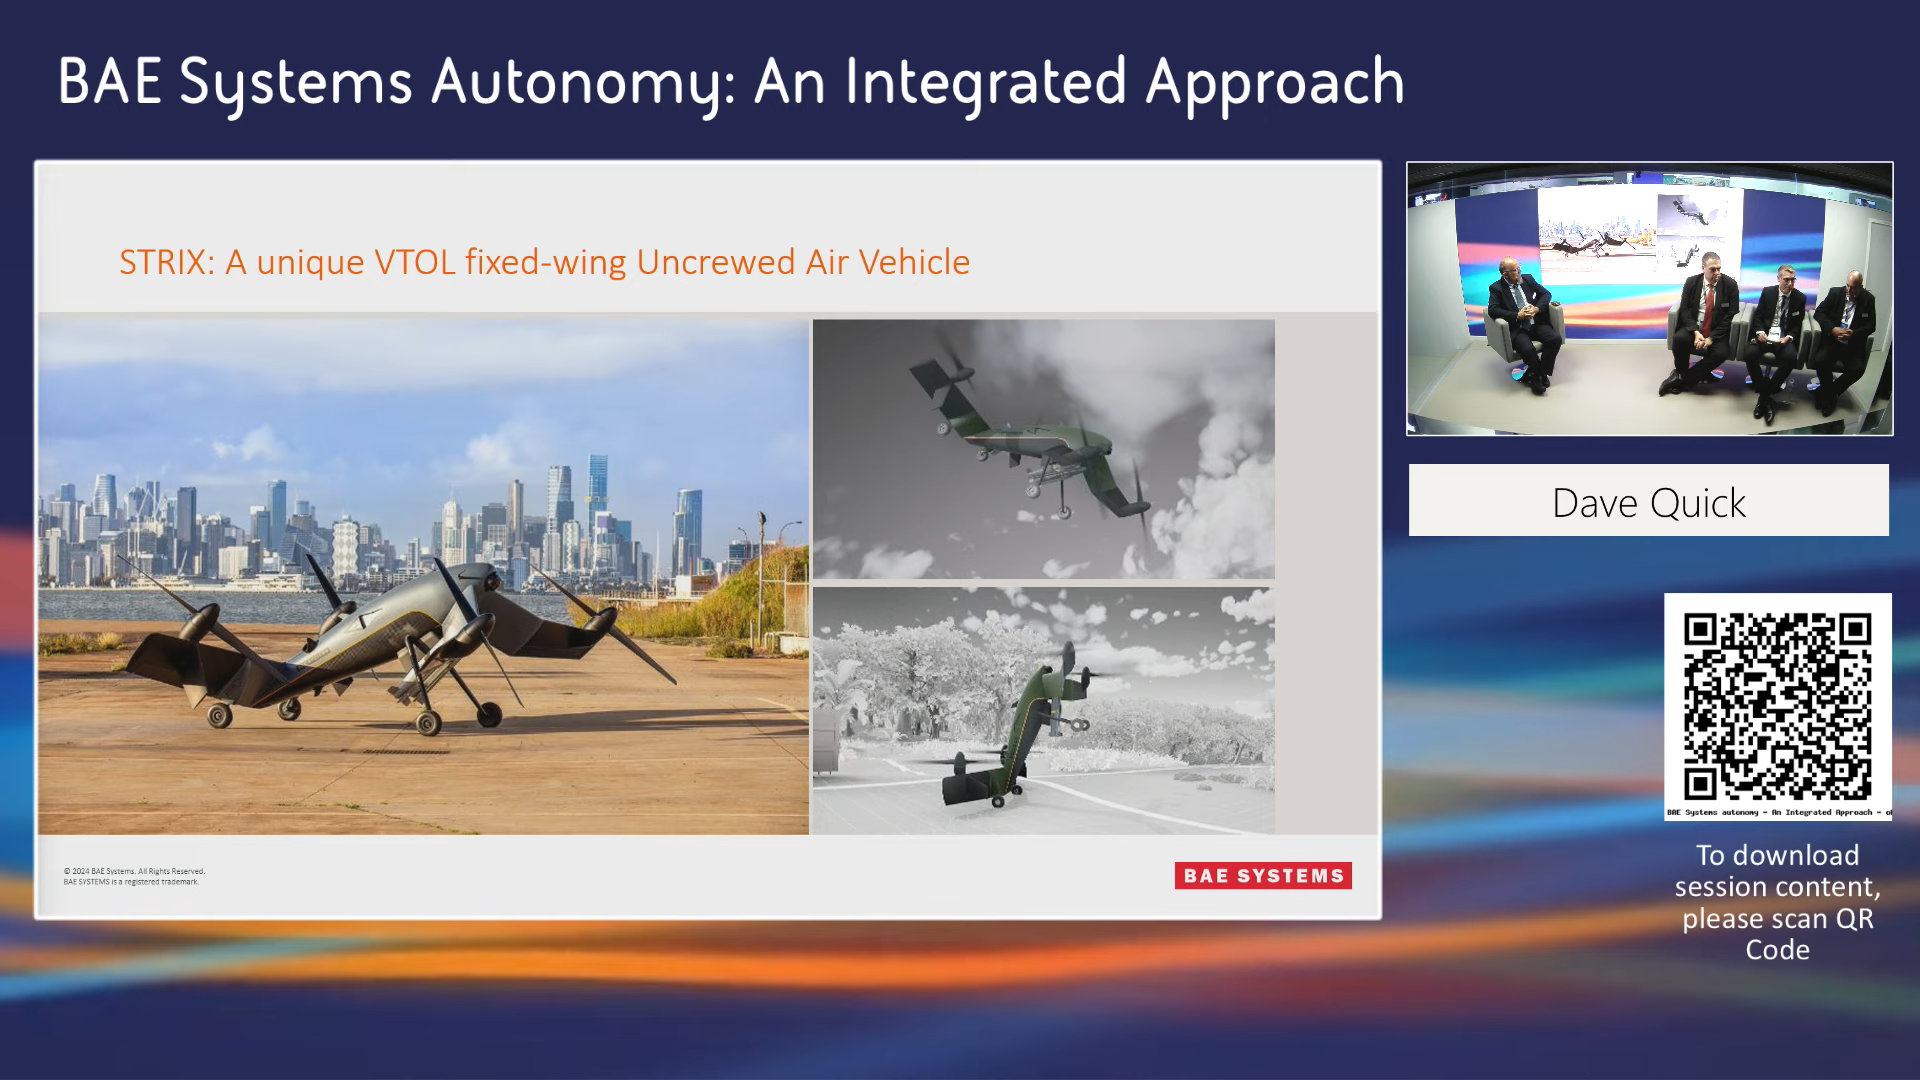 BAE Systems Autonomy: An Integrated Approach
STRIX: A unique VTOL fixed-wing Uncrewed Air Vehicle
© 2024 BAE Systems. All Rights Reserved.
BAE SYSTEMS is a registered trademark.
BAE SYSTEMS
Dave Quick
BAE Systems autonomy - An Integrated Approach -
To download
session content,
please scan QR
Code